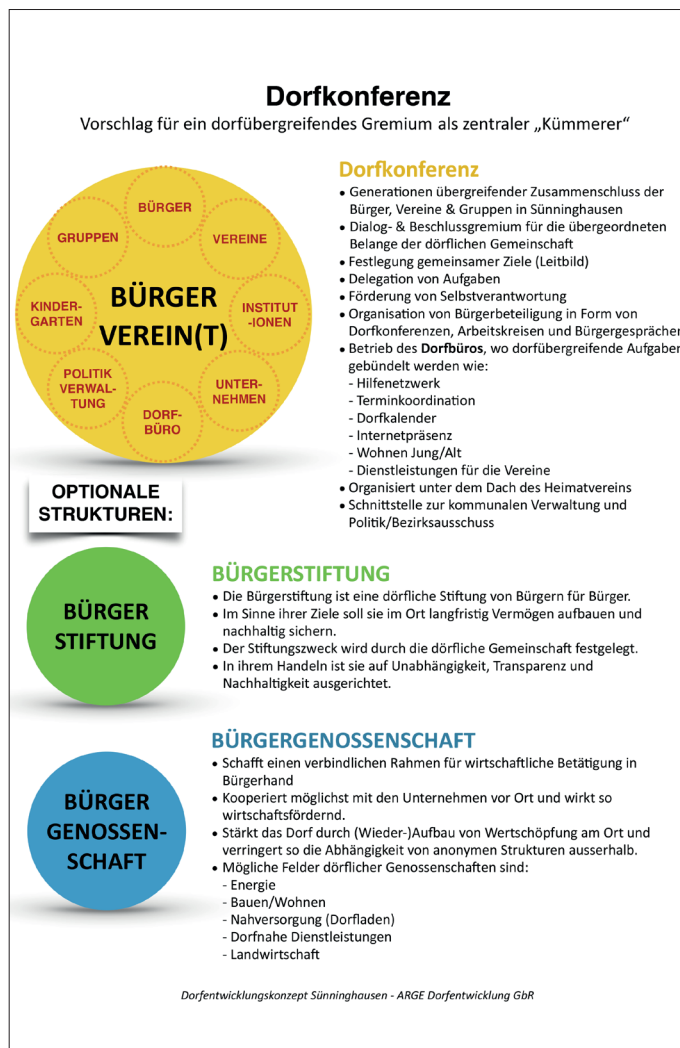 Dorfkonferenz
Vorschlag für ein dorfübergreifendes Gremium als zentraler „Kümmerer“
BÜRGER
GRUPPEN
VEREINE
KINDER-
GARTEN
BÜRGER
VEREIN(T)
INSTITUT
-IONEN
POLITIK
VERWAL-
TUNG
UNTER-
NEHMEN
DORF-
BÜRO
Dorfkonferenz
• Generationen übergreifender Zusammenschluss der
Bürger, Vereine & Gruppen in Sünninghausen
• Dialog- & Beschlussgremium für die übergeordneten
Belange der dörflichen Gemeinschaft
• Festlegung gemeinsamer Ziele (Leitbild)
• Delegation von Aufgaben
• Förderung von Selbstverantwortung
• Organisation von Bürgerbeteiligung in Form von
Dorfkonferenzen, Arbeitskreisen und Bürgergespräche
• Betrieb des Dorfbüros, wo dorfübergreifende Aufgabe
gebündelt werden wie:
- Hilfenetzwerk
- Terminkoordination
- Dorfkalender
- Internetpräsenz
- Wohnen Jung/Alt
- Dienstleistungen für die Vereine
• Organisiert unter dem Dach des Heimatvereins
• Schnittstelle zur kommunalen Verwaltung und
Politik/Bezirksausschuss
OPTIONALE
STRUKTUREN:
BÜRGER
STIFTUNG
BÜRGERSTIFTUNG
• Die Bürgerstiftung ist eine dörfliche Stiftung von Bürgern für Bürger.
• Im Sinne ihrer Ziele soll sie im Ort langfristig Vermögen aufbauen und
nachhaltig sichern.
• Der Stiftungszweck wird durch die dörfliche Gemeinschaft festgelegt.
• In ihrem Handeln ist sie auf Unabhängigkeit, Transparenz und
Nachhaltigkeit ausgerichtet.
BÜRGER
GENOSSEN-
SCHAFT
BÜRGERGENOSSENSCHAFT
• Schafft einen verbindlichen Rahmen für wirtschaftliche Betätigung in
Bürgerhand
• Kooperiert möglichst mit den Unternehmen vor Ort und wirkt so
wirtschaftsfördernd.
• Stärkt das Dorf durch (Wieder-)Aufbau von Wertschöpfung am Ort und
verringert so die Abhängigkeit von anonymen Strukturen ausserhalb.
• Mögliche Felder dörflicher Genossenschaften sind:
- Energie
- Bauen/Wohnen
- Nahversorgung (Dorfladen)
- Dorfnahe Dienstleistungen
- Landwirtschaft
Dorfentwicklungskonzept Sünninghausen - ARGE Dorfentwicklung GbR